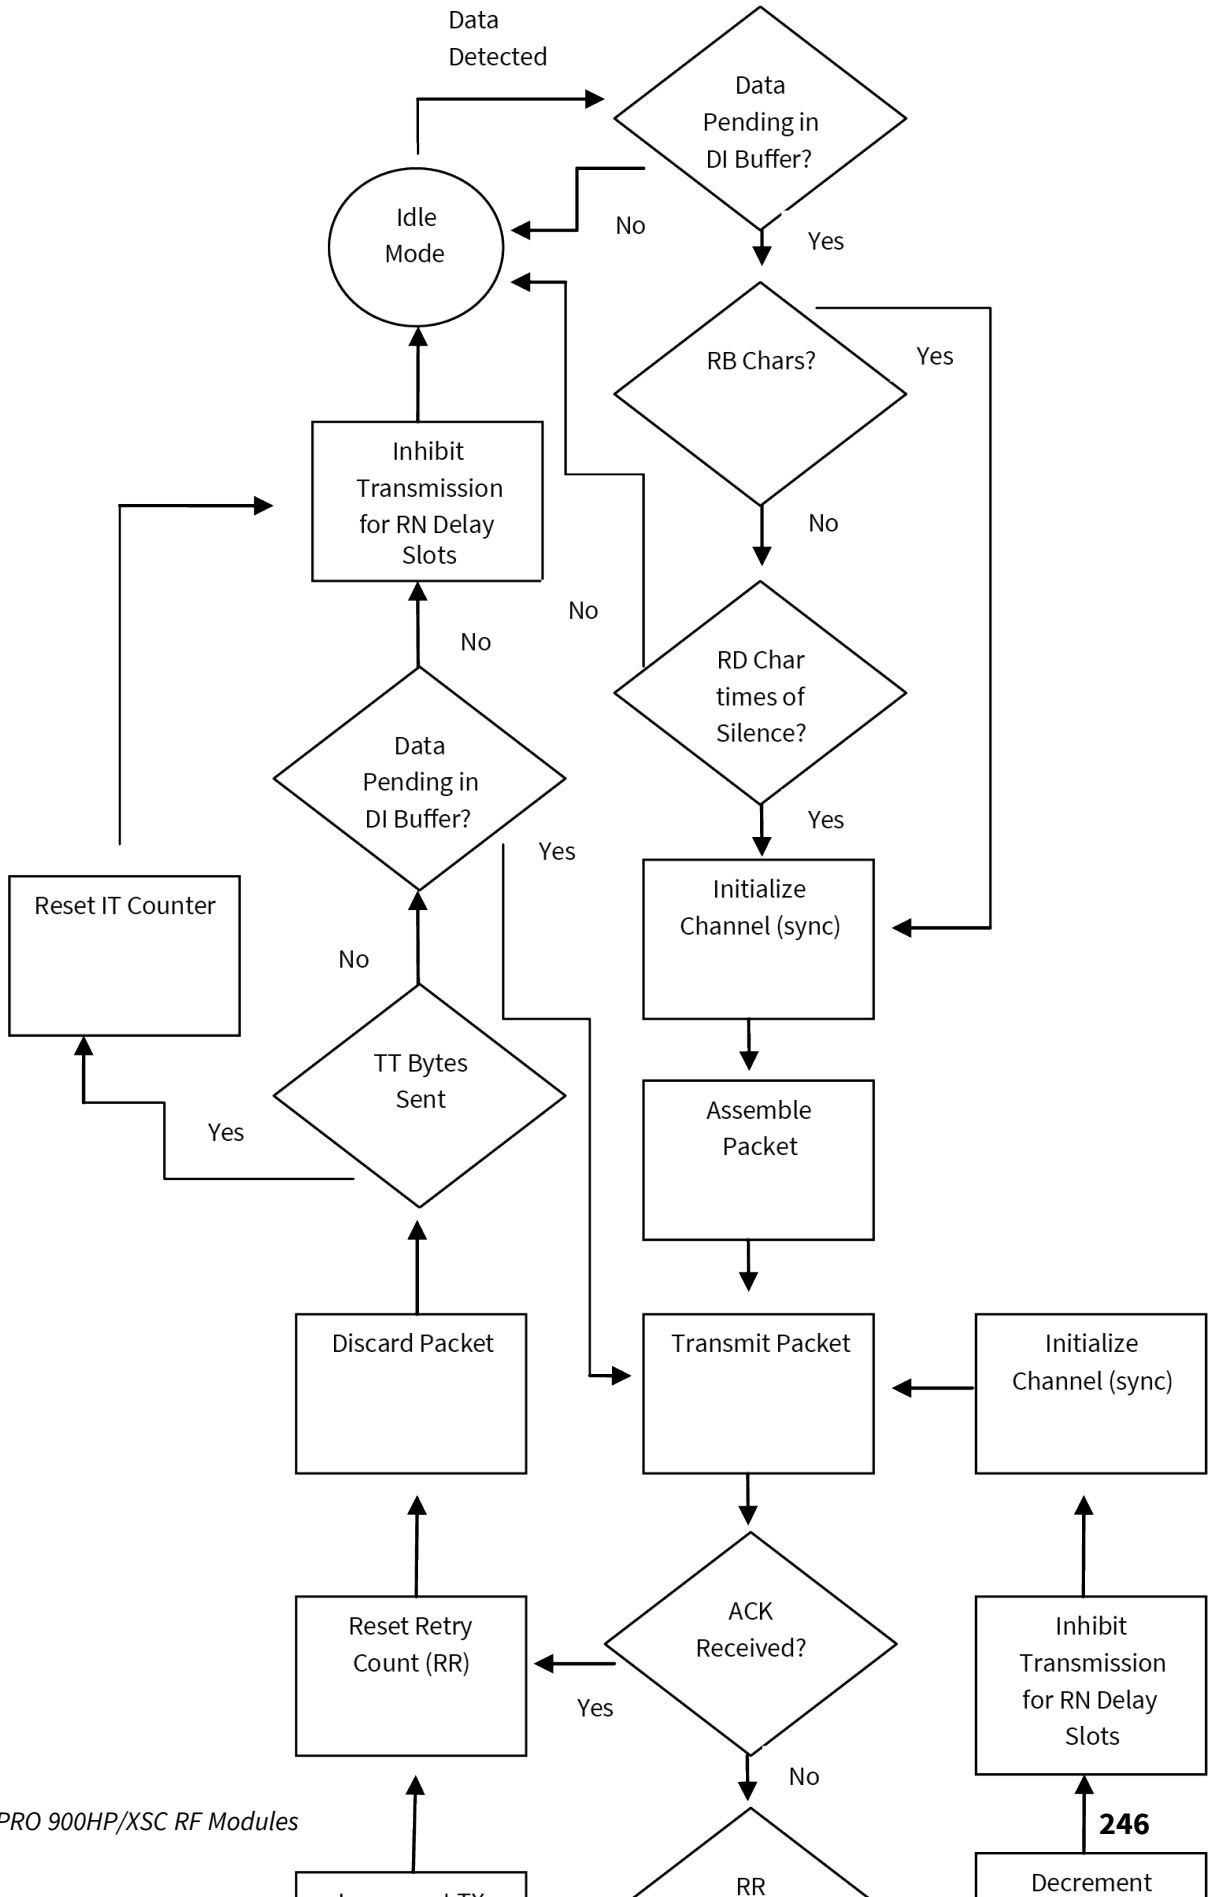 Data
Detected
Data
Pending in
DI Buffer?
Idle
Mode
No
Yes
RB Chars?
Yes
Inhibit
Transmission
for RN Delay
Slots
No
No
No
RD Char
times of
Silence?
Data
Pending in
DI Buffer?
Yes
Yes
Reset IT Counter
Initialize
Channel (sync)
No
TT Bytes
Sent
Yes
Assemble
Packet
Discard Packet
Transmit Packet
Initialize
Channel (sync)
Reset Retry
Count (RR)
ACK
Received?
Inhibit
Transmission
for RN Delay
Slots
Yes
No
PRO 900HP/XSC RF Modules
246
RR
Decrement